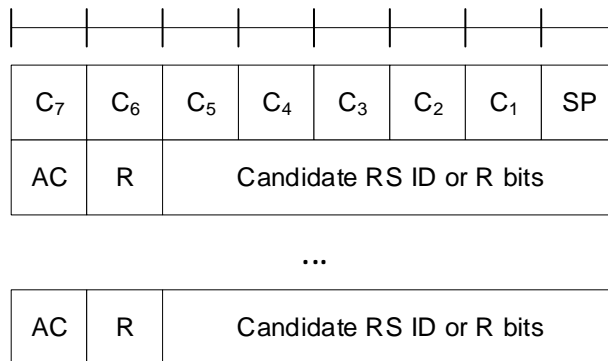 C₇ C₆ C₅ C₄ C₃ C₂ C₁ SP
AC R Candidate RS ID or R bits
...
AC R Candidate RS ID or R bits